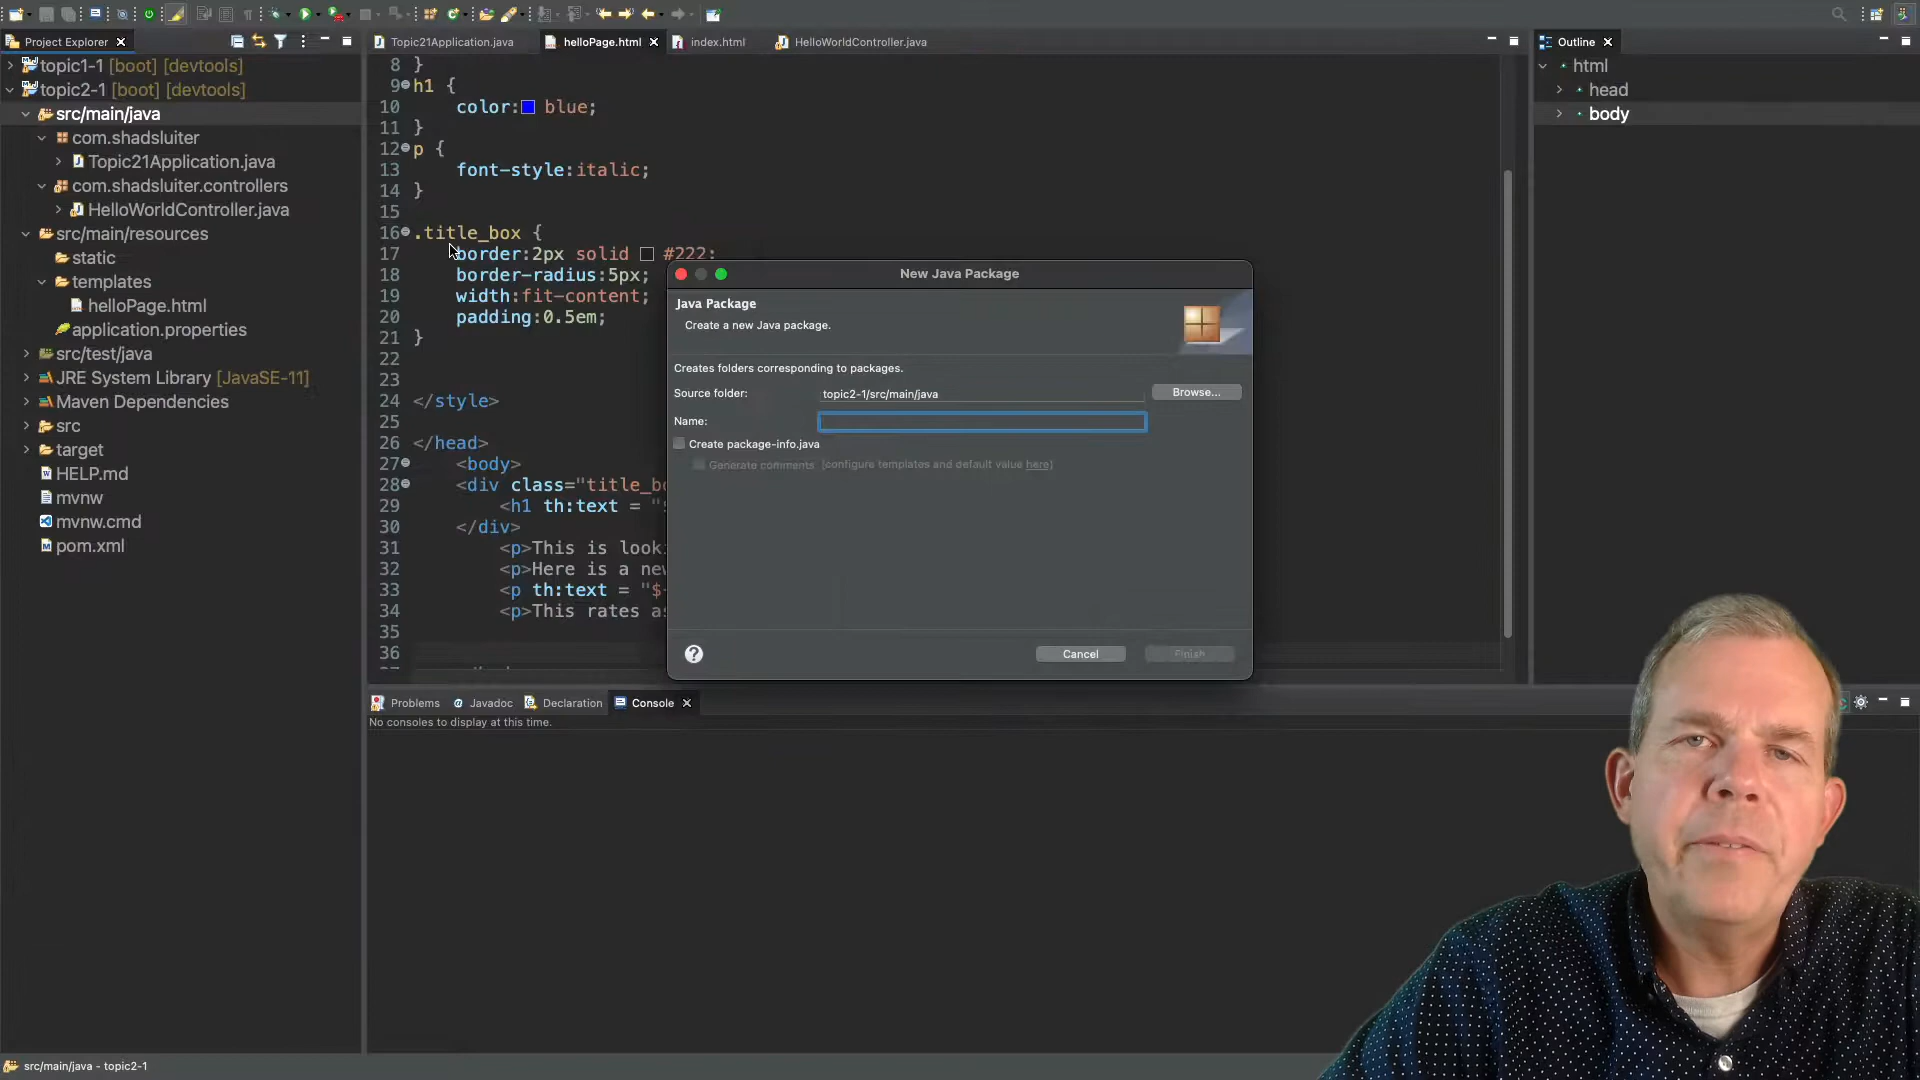 Project Explorer
topic1-1 [boot] [devtools]
topic2-1 [boot] [devtools]
src/main/java
com.shadsluiter
Topic21Application.java
com.shadsluiter.controllers
HelloWorldController.java
src/main/resources
static
templates
helloPage.html
application.properties
src/test/java
JRE System Library [JavaSE-11]
Maven Dependencies
src
target
HELP.md
mvnw
mvnw.cmd
pom.xml
Topic21Application.java
helloPage.html
index.html
HelloWorldController.java
8 }
9 h1 {
10 color: blue;
11 }
12 p {
13 font-style:italic;
14 }
15
16 .title_box {
17 border:2px solid #222;
18 border-radius:5px;
19 width:fit-content;
20 padding:0.5em;
21 }
22
23
24 </style>
25
26 </head>
27 <body>
28 <div class="title_b
29 <h1 th:text = "
30 </div>
31 <p>This is look
32 <p>Here is a new
33 <p th:text = "$
34 <p>This rates as
35
36
New Java Package
Java Package
Create a new Java package.
Creates folders corresponding to packages.
Source folder: topic2-1/src/main/java Browse...
Name:
Create package-info.java
Generate comments (configure templates and default value here)
? Cancel Finish
Outline
html
head
body
Problems
@ Javadoc
Declaration
Console
No consoles to display at this time.
src/main/java - topic2-1